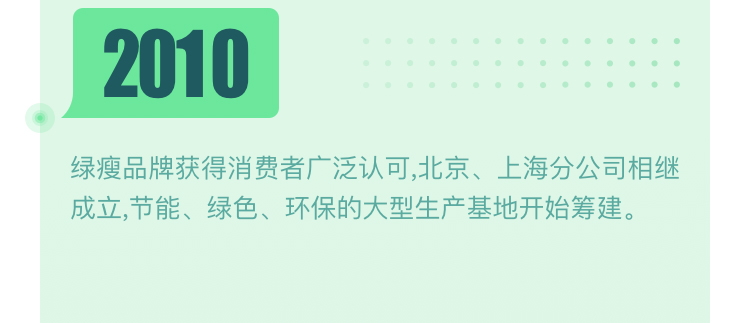 2010
绿瘦品牌获得消费者广泛认可,北京、上海分公司相继
成立,节能、绿色、环保的大型生产基地开始筹建。